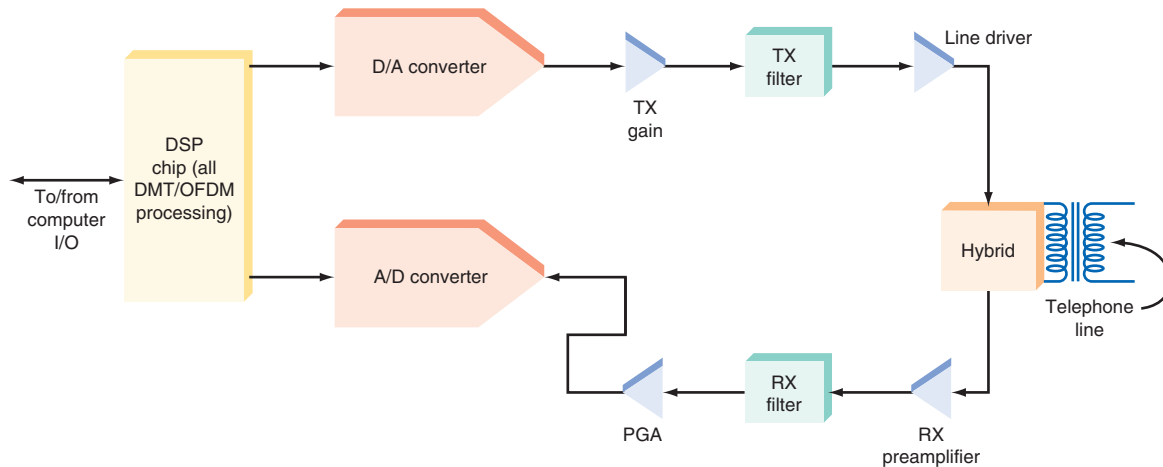 D/A converter
TX
gain
TX
filter
Line driver
DSP
chip (all
DMT/OFDM
processing)
To/from
computer
I/O
A/D converter
Hybrid
Telephone
line
PGA
RX
filter
RX
preamplifier